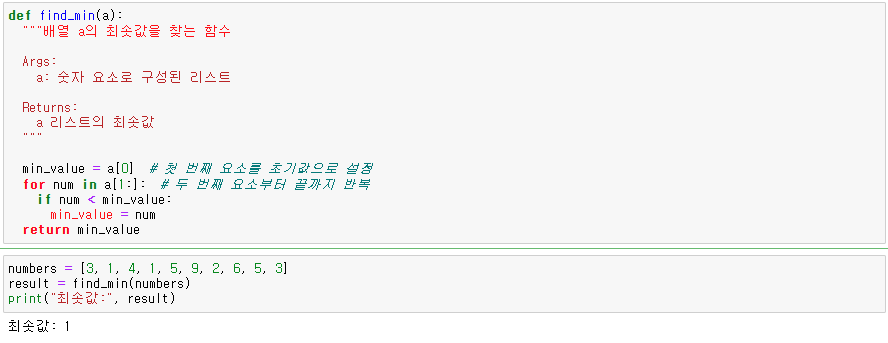 def find_min(a):
  """배열 a의 최솟값을 찾는 함수
  Args:
    a: 숫자 요소로 구성된 리스트
  Returns:
    a 리스트의 최솟값
  """
  min_value = a[0]  # 첫 번째 요소를 초기값으로 설정
  for num in a[1:]:  # 두 번째 요소부터 끝까지 반복
    if num < min_value:
      min_value = num
  return min_value
numbers = [3, 1, 4, 1, 5, 9, 2, 6, 5, 3]
result = find_min(numbers)
print("최솟값:", result)
최솟값: 1